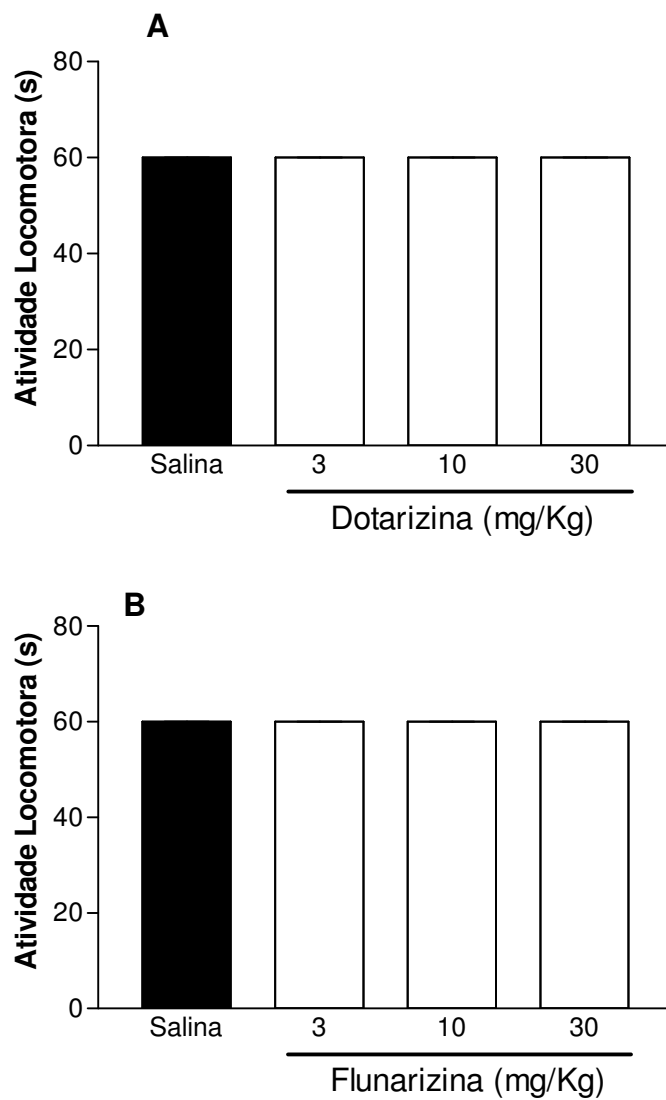 A
Atividade Locomotora (s)
80
60
40
20
0
Salina 3 10 30
Dotarizina (mg/Kg)
B
Atividade Locomotora (s)
80
60
40
20
0
Salina 3 10 30
Flunarizina (mg/Kg)